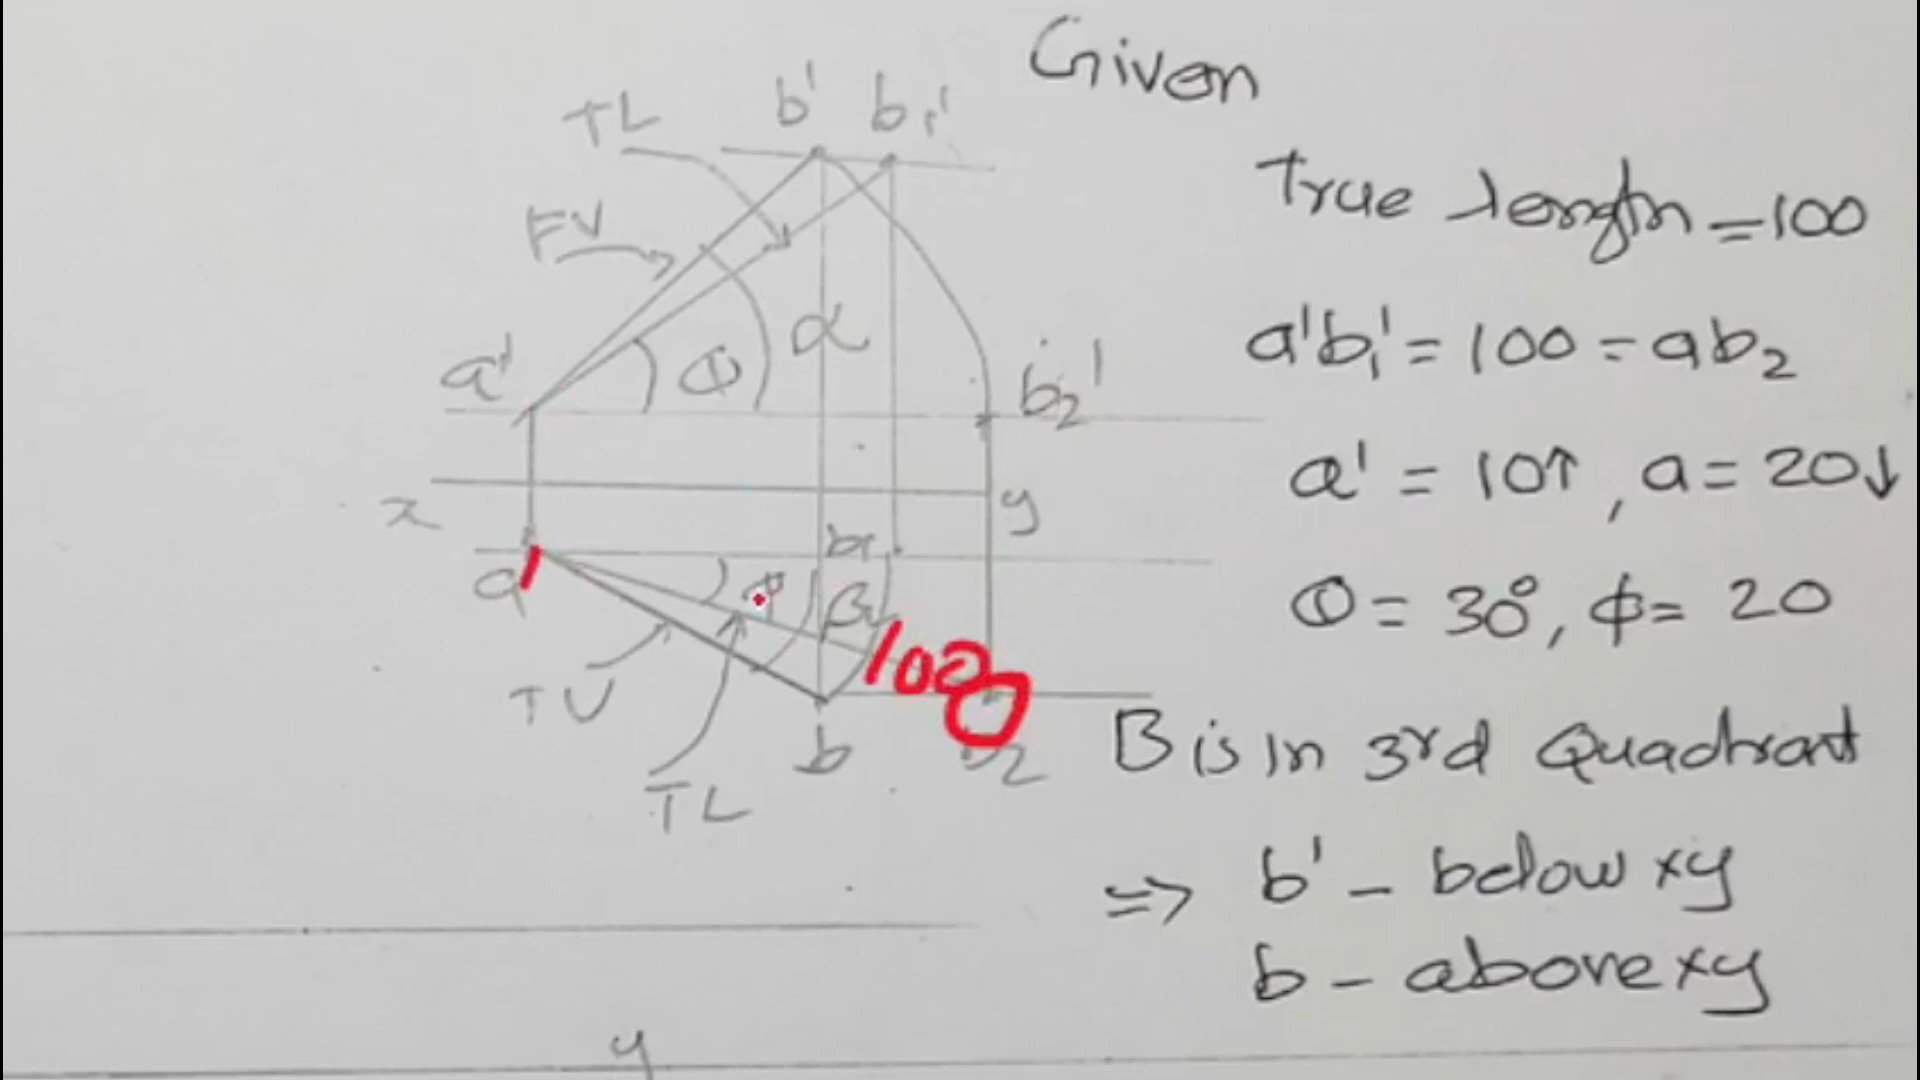 Given
TL b' b₁'
FV
True length = 100
α
a' θ b₂'
a'b₁' = 100 = ab₂
x y
a' = 10↑, a = 20↓
b₁
a φ β
θ = 30°, φ = 20
100
TV
b b₂
B is in 3rd Quadrant
TL
⇒ b' - below xy
b - above xy
y